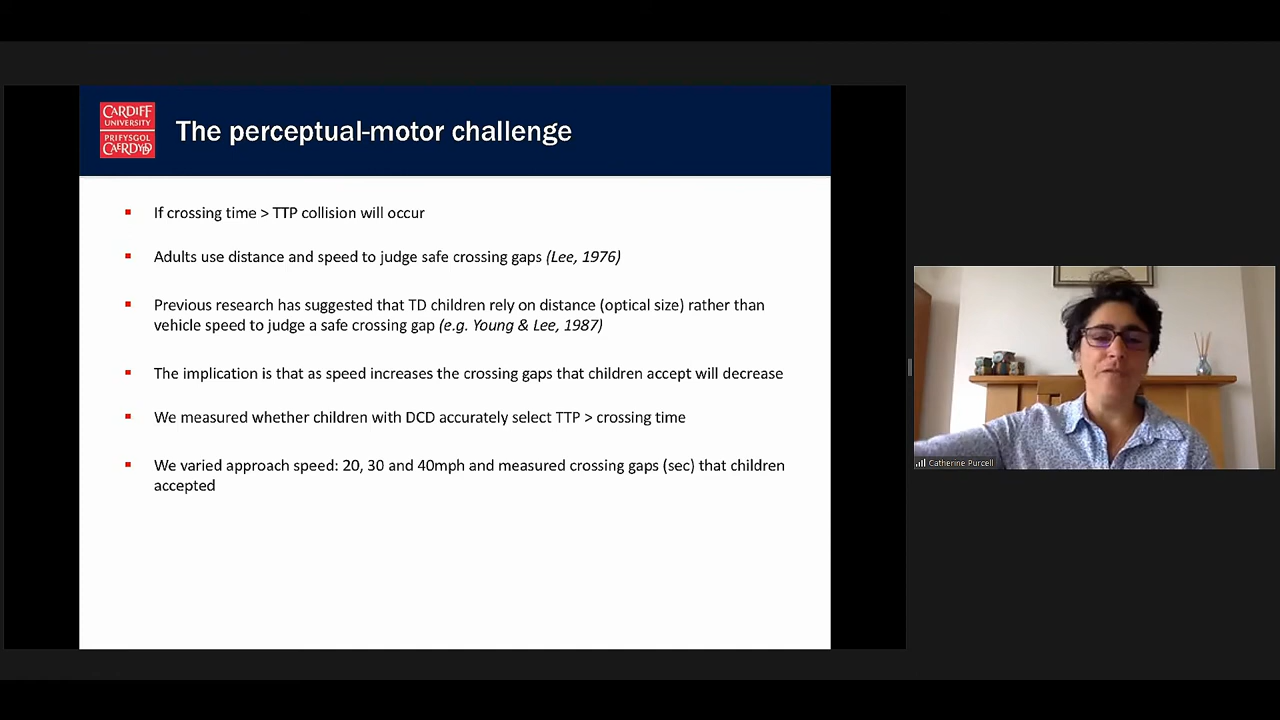 CARDIFF
UNIVERSITY
PRIFYSGOL
CAERDYDD
The perceptual-motor challenge
If crossing time > TTP collision will occur
Adults use distance and speed to judge safe crossing gaps (Lee, 1976)
Previous research has suggested that TD children rely on distance (optical size) rather than
vehicle speed to judge a safe crossing gap (e.g. Young & Lee, 1987)
The implication is that as speed increases the crossing gaps that children accept will decrease
We measured whether children with DCD accurately select TTP > crossing time
We varied approach speed: 20, 30 and 40mph and measured crossing gaps (sec) that children
accepted
Catherine Purcell